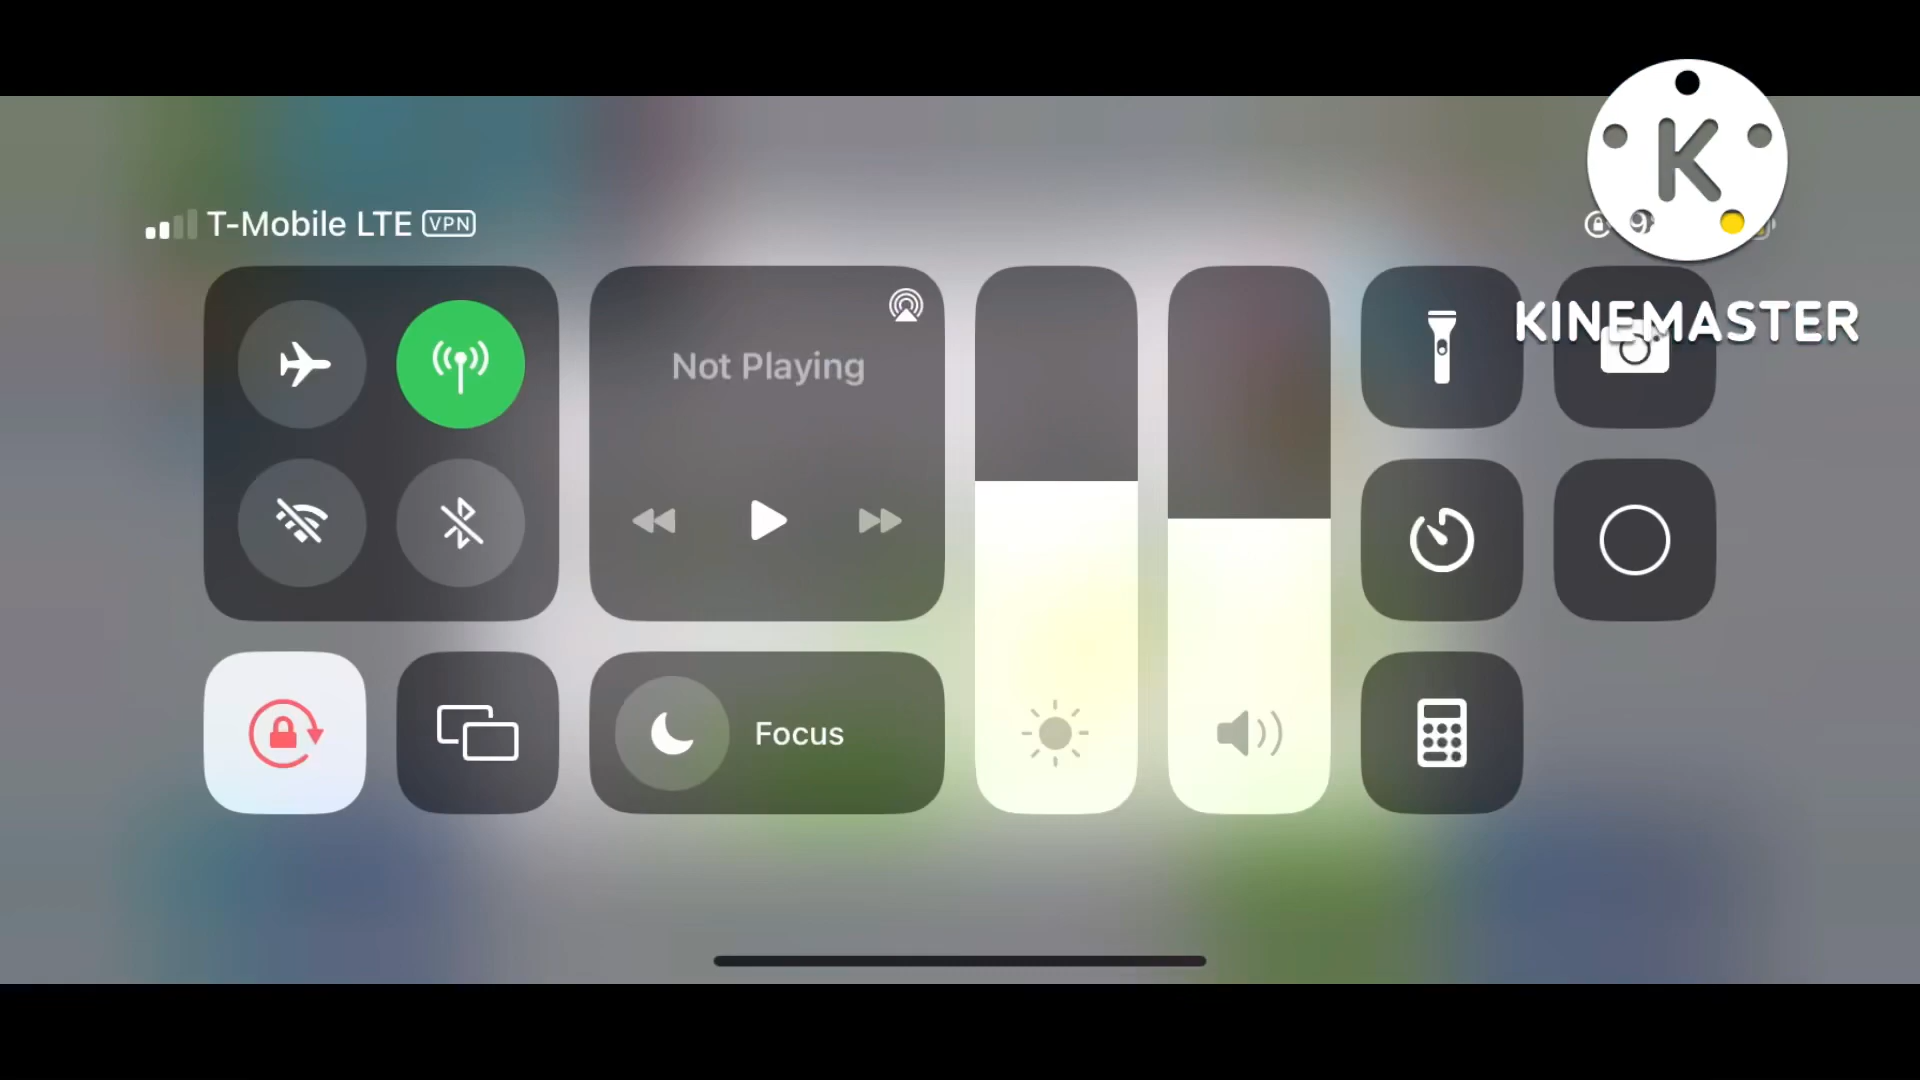 T-Mobile LTE VPN
K
KINEMASTER
Not Playing
Focus